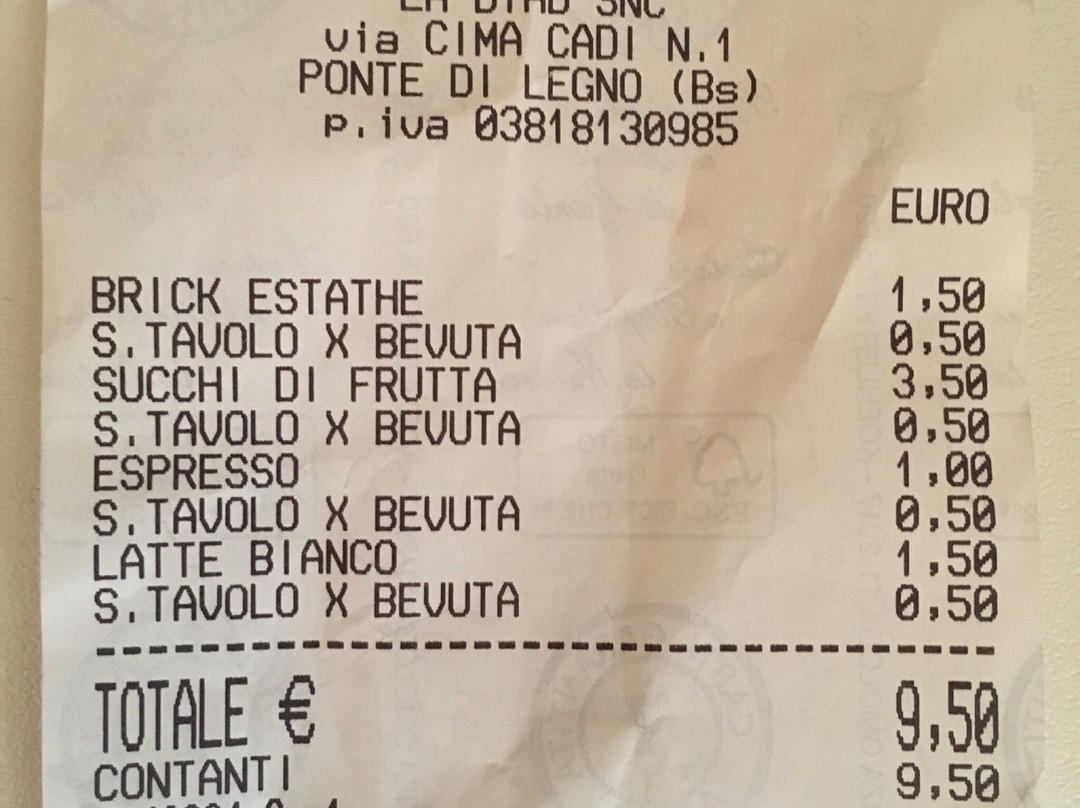 SNC
via CIMA CADI N.1
PONTE DI LEGNO (Bs)
p.iva 03818130985
EURO
BRICK ESTATHE 1,50
S.TAVOLO X BEVUTA 0,50
SUCCHI DI FRUTTA 3,50
S.TAVOLO X BEVUTA 0,50
ESPRESSO 1,00
S.TAVOLO X BEVUTA 0,50
LATTE BIANCO 1,50
S.TAVOLO X BEVUTA 0,50
TOTALE € 9,50
CONTANTI 9,50